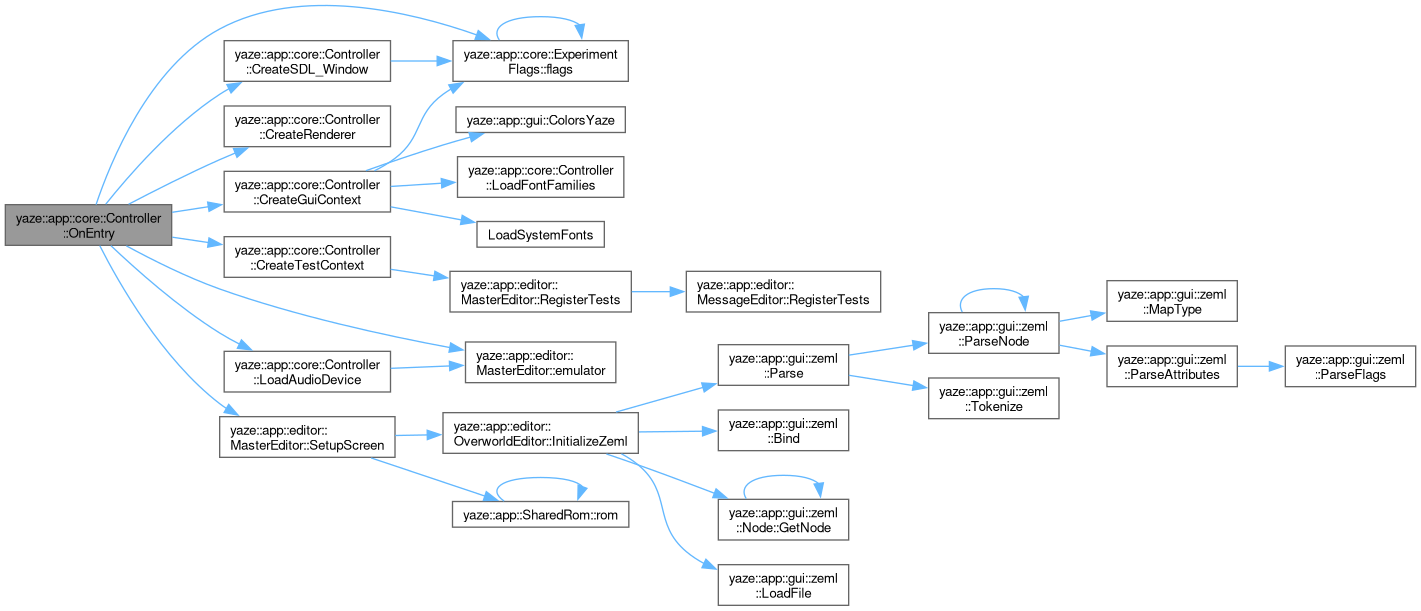 yaze::app::core::Controller
::OnEntry
yaze::app::core::Controller
::CreateSDL_Window
yaze::app::core::Experiment
Flags::flags
yaze::app::core::Controller
::CreateRenderer
yaze::app::gui::ColorsYaze
yaze::app::core::Controller
::CreateGuiContext
yaze::app::core::Controller
::LoadFontFamilies
LoadSystemFonts
yaze::app::core::Controller
::CreateTestContext
yaze::app::editor::
MasterEditor::RegisterTests
yaze::app::editor::
MessageEditor::RegisterTests
yaze::app::core::Controller
::LoadAudioDevice
yaze::app::editor::
MasterEditor::emulator
yaze::app::editor::
MasterEditor::SetupScreen
yaze::app::editor::
OverworldEditor::InitializeZeml
yaze::app::SharedRom::rom
yaze::app::gui::zeml
::Parse
yaze::app::gui::zeml
::ParseNode
yaze::app::gui::zeml
::MapType
yaze::app::gui::zeml
::ParseAttributes
yaze::app::gui::zeml
::ParseFlags
yaze::app::gui::zeml
::Tokenize
yaze::app::gui::zeml
::Bind
yaze::app::gui::zeml
::Node::GetNode
yaze::app::gui::zeml
::LoadFile